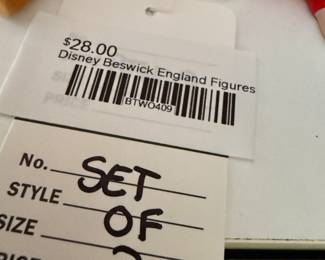 $28.00
Disney Beswick England Figures
BTWO409
No. SET
STYLE OF
SIZE